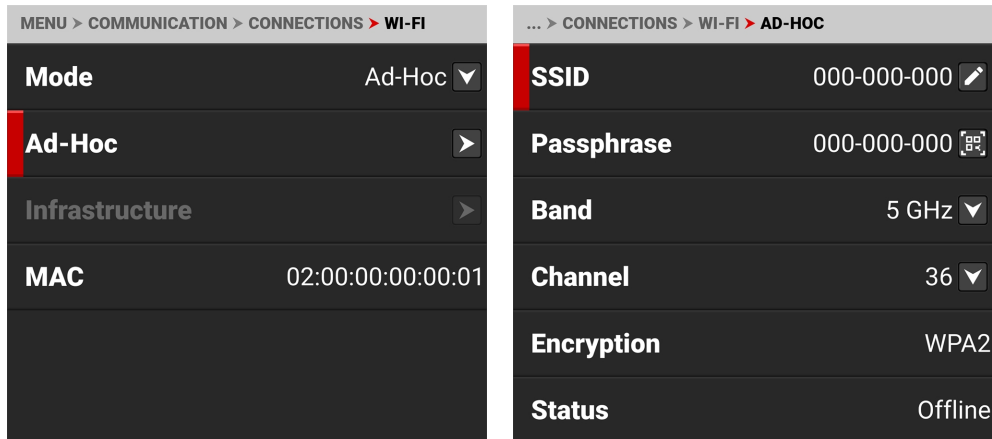 MENU > COMMUNICATION > CONNECTIONS > WI-FI
Mode Ad-Hoc
Ad-Hoc
Infrastructure
MAC 02:00:00:00:00:01
... > CONNECTIONS > WI-FI > AD-HOC
SSID 000-000-000
Passphrase 000-000-000
Band 5 GHz
Channel 36
Encryption WPA2
Status Offline